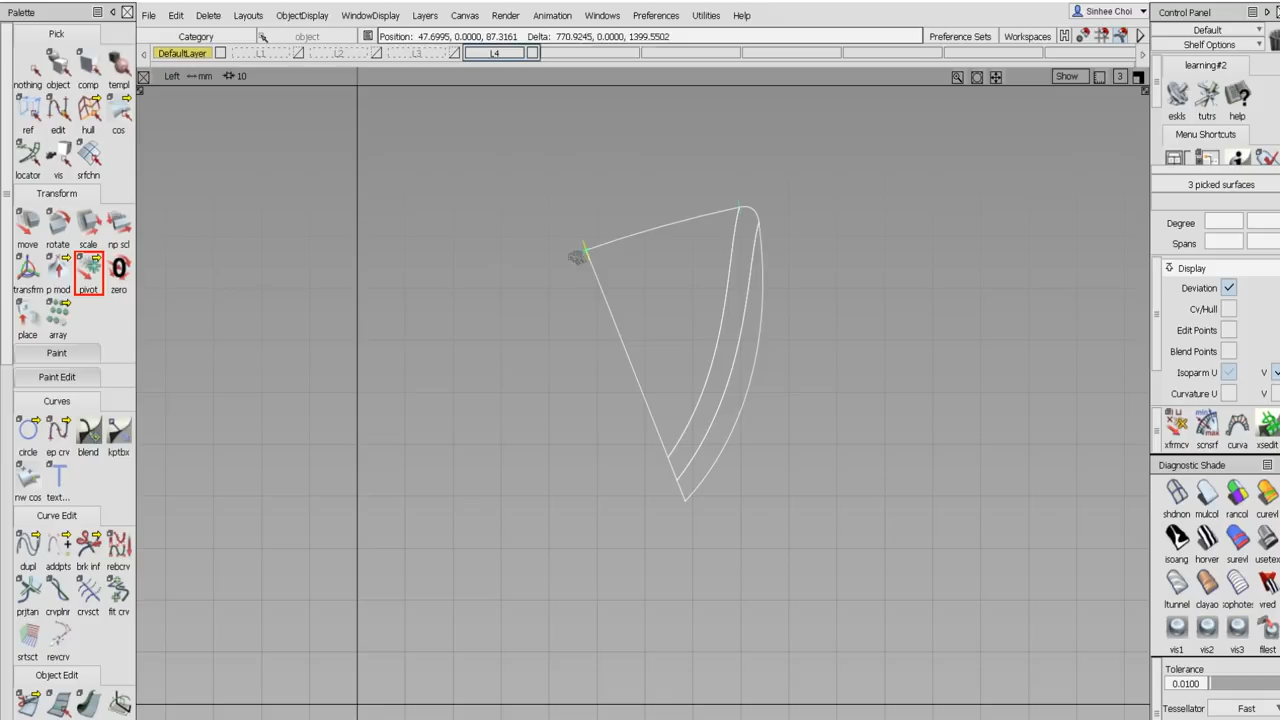 Palette
Pick
nothing object comp templ
ref edit hull cos
locator vis srfchn
Transform
move rotate scale np scl
transfrm p mod pivot zero
place array
Paint
Paint Edit
Curves
circle ep crv blend kptbx
nw cos text...
Curve Edit
dupl addpts brk inf rebcrv
prjtan crvplnr crvsct fit crv
srtsct revcrv
Object Edit
File Edit Delete Layouts ObjectDisplay WindowDisplay Layers Canvas Render Animation Windows Preferences Utilities Help
Sinhee Choi
Category object Position: 47.6995, 0.0000, 87.3161 Delta: 770.9245, 0.0000, 1399.5502 Preference Sets Workspaces
DefaultLayer L1 L2 L3 L4
Left mm 10 Show 3
Control Panel
Default
Shelf Options
learning#2
eskls tutrs help
Menu Shortcuts
3 picked surfaces
Degree
Spans
Display
Deviation
Cv/Hull
Edit Points
Blend Points
Isoparm U V
Curvature U V
xfrmcv scnsrf curva xsedit
Diagnostic Shade
shdnon mulcol rancol curevl
isoang horver surevl usetex
ltunnel clayao sophotes vred
vis1 vis2 vis3 filest
Tolerance
0.0100
Tessellator Fast